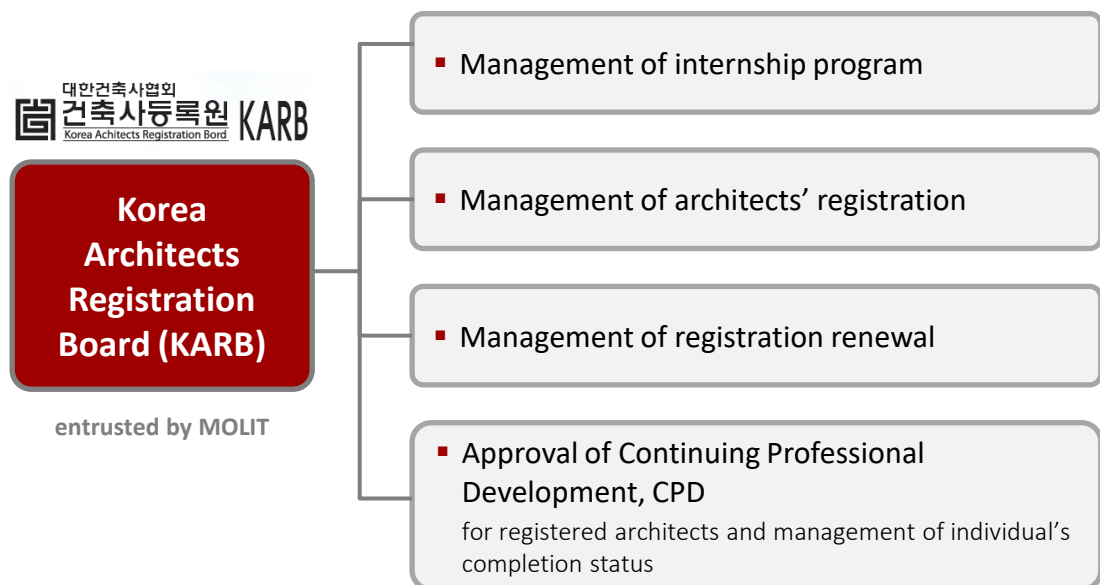 대한건축사협회
건축사등록원 KARB
Korea Achitects Registration Bord
Korea
Architects
Registration
Board (KARB)
entrusted by MOLIT
▪ Management of internship program
▪ Management of architects’ registration
▪ Management of registration renewal
▪ Approval of Continuing Professional
Development, CPD
for registered architects and management of individual’s
completion status